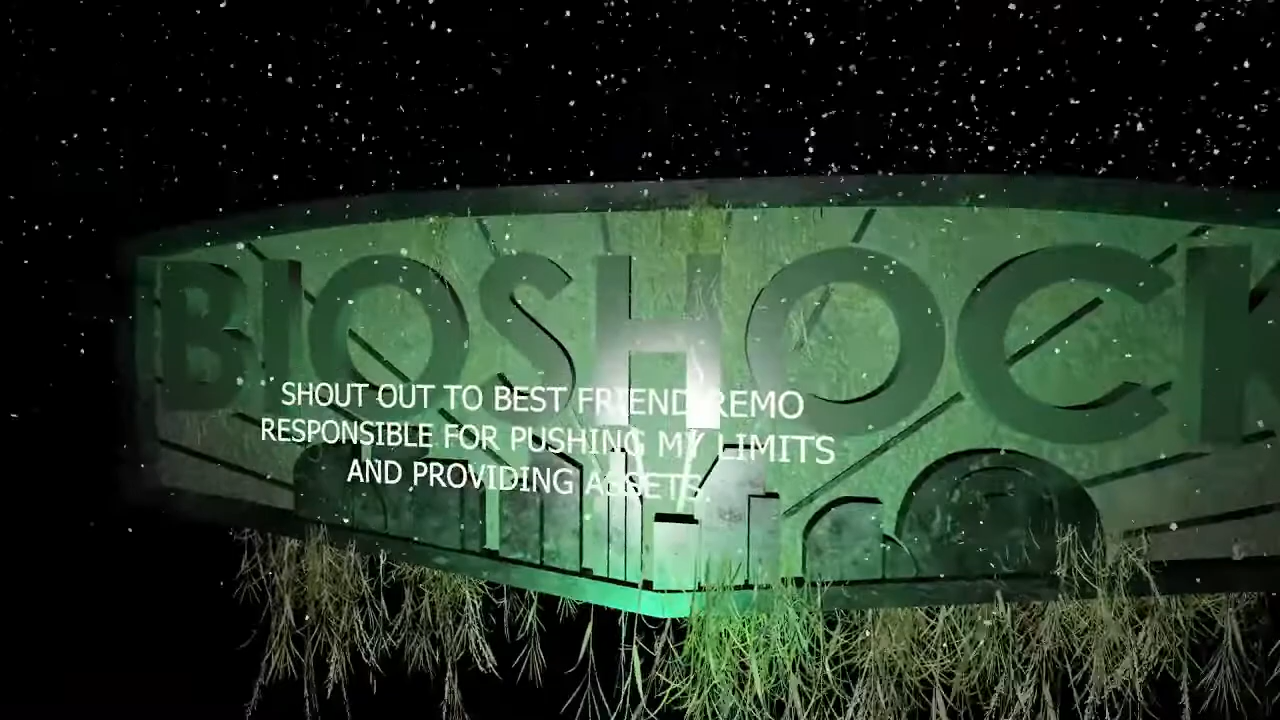 BIOSHOCK
SHOUT OUT TO BEST FRIEND REMO
RESPONSIBLE FOR PUSHING MY LIMITS
AND PROVIDING ASSETS.